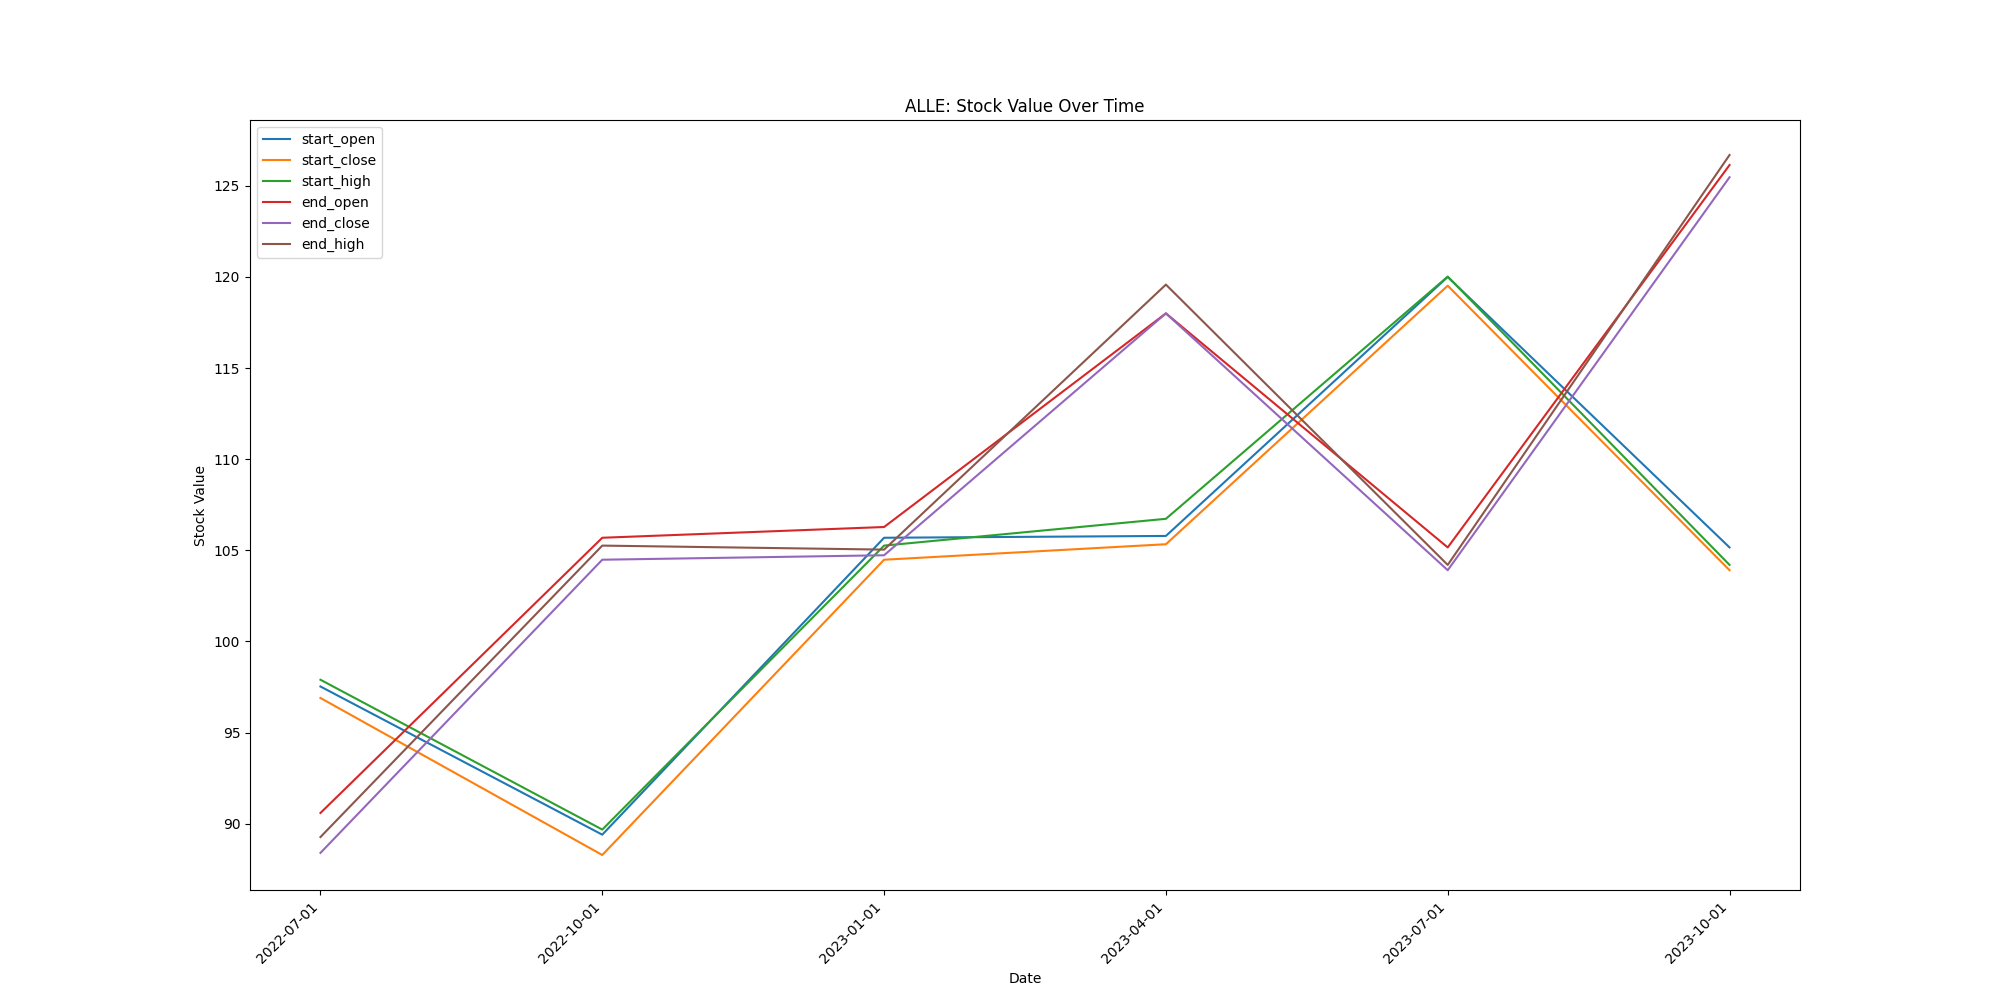 ALLE: Stock Value Over Time
start_open
start_close
start_high
end_open
end_close
end_high
125
120
115
110
105
100
95
90
Stock Value
2022-07-01
2022-10-01
2023-01-01
2023-04-01
2023-07-01
2023-10-01
Date